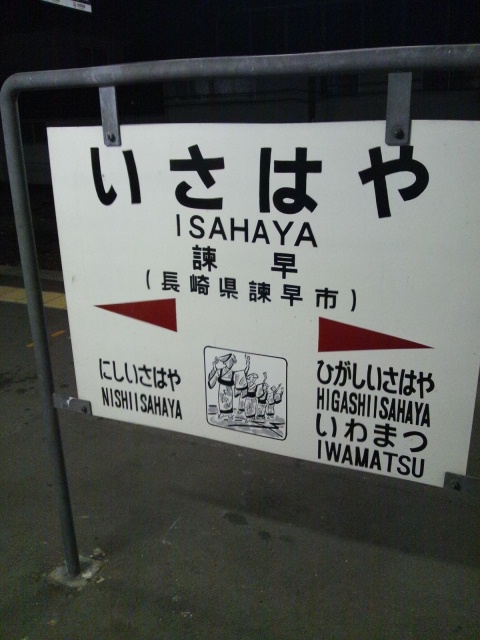 いさはや
ISAHAYA
諫早
(長崎県諫早市)
にしいさはや
NISHIISAHAYA
ひがしいさはや
HIGASHIISAHAYA
いわまつ
IWAMATSU